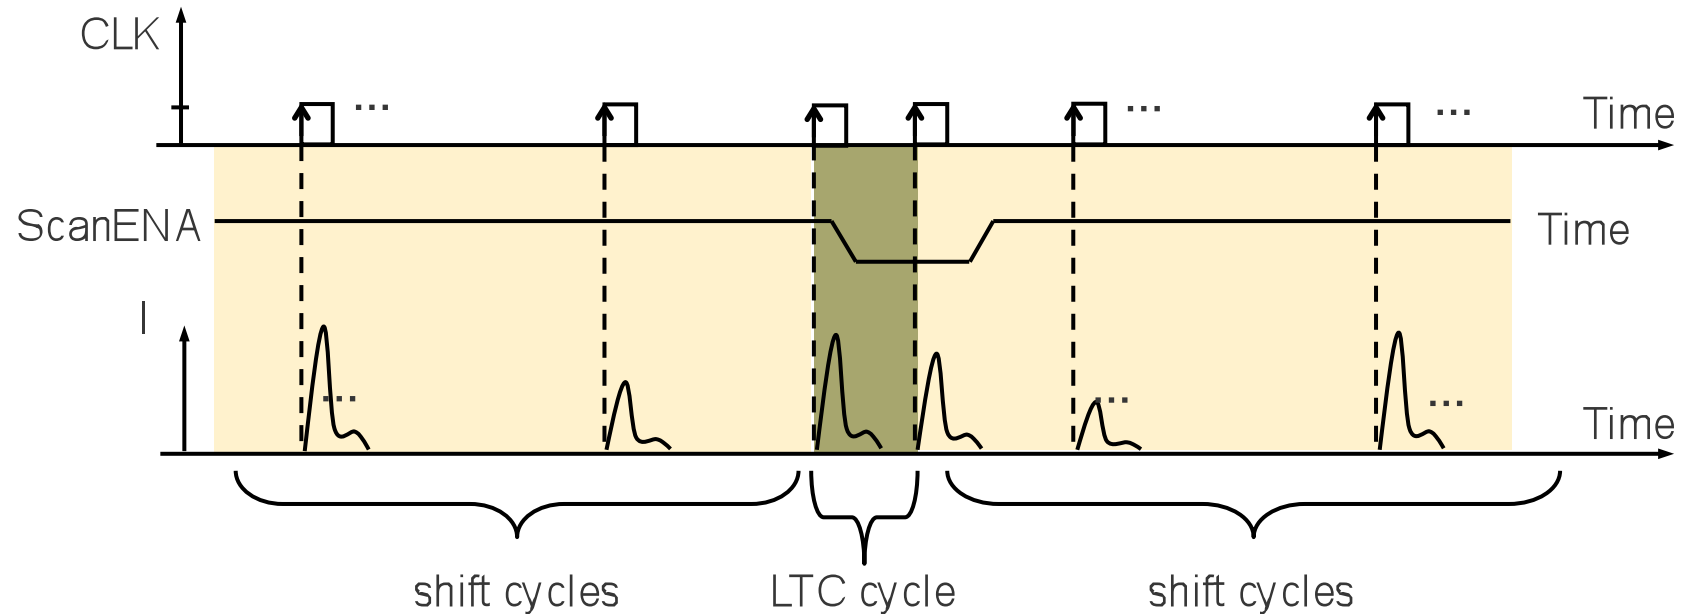 CLK
... ... ...
Time
ScanENA
Time
I
... ... ...
Time
shift cycles LTC cycle shift cycles